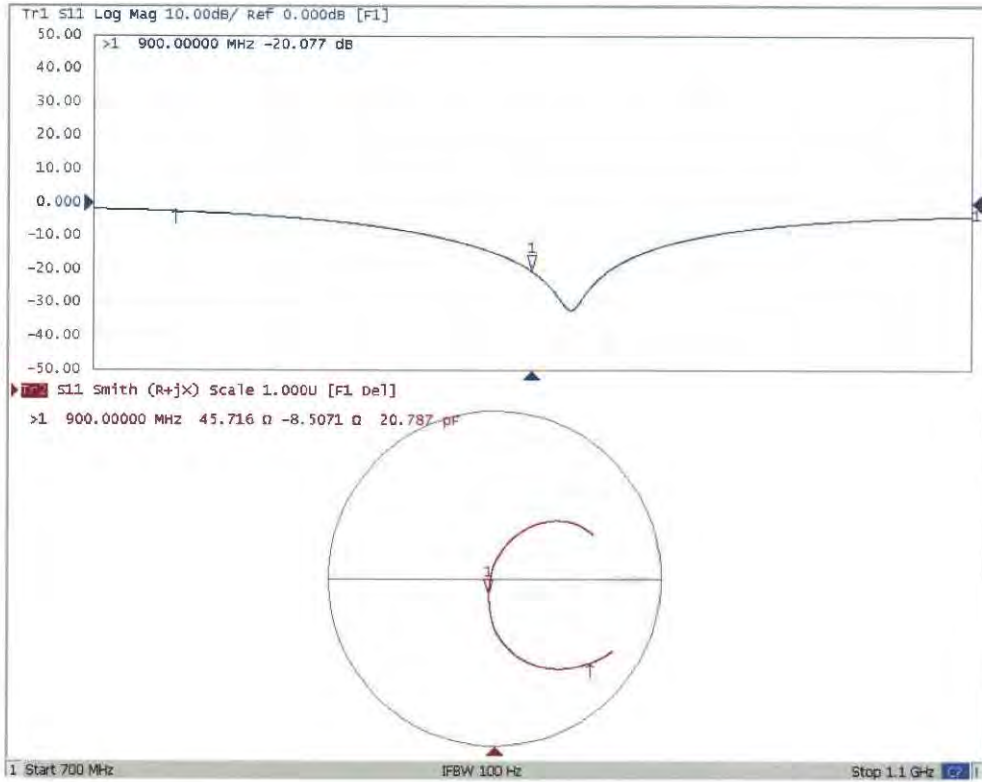 Tr1 S11 Log Mag 10.00dB/ Ref 0.000dB [F1]
50.00
>1 900.00000 MHz -20.077 dB
40.00
30.00
20.00
10.00
0.000
1
-10.00
1
-20.00
-30.00
-40.00
-50.00
Tr2 S11 Smith (R+jX) Scale 1.000U [F1 Del]
>1 900.00000 MHz 45.716 Ω -8.5071 Ω 20.787 pF
1
1 Start 700 MHz IFBW 100 Hz Stop 1.1 GHz C?